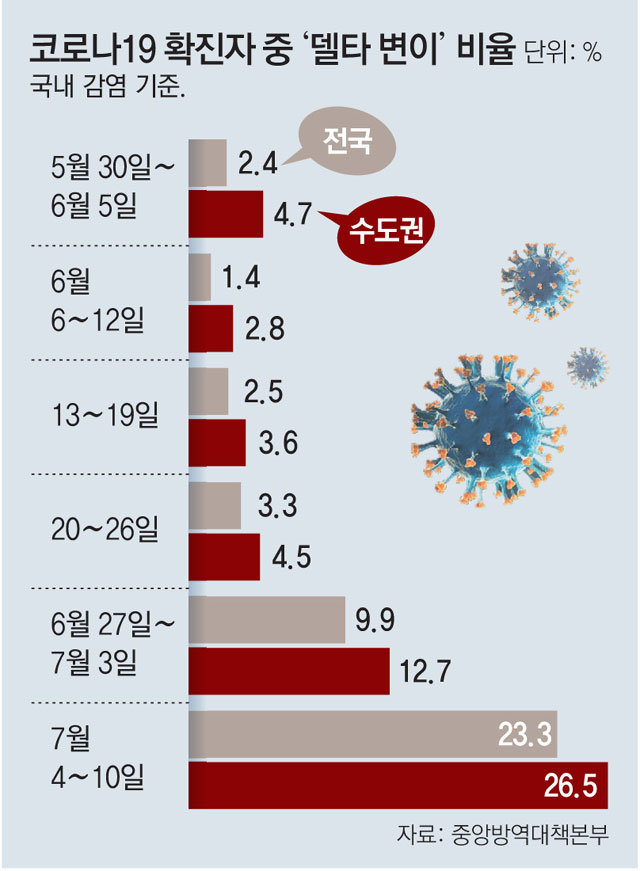 코로나19 확진자 중 ‘델타 변이’ 비율 단위: %
국내 감염 기준.
전국
5월 30일~
6월 5일
2.4
4.7
수도권
6월
6~12일
1.4
2.8
13~19일
2.5
3.6
20~26일
3.3
4.5
6월 27일~
7월 3일
9.9
12.7
7월
4~10일
23.3
26.5
자료: 중앙방역대책본부